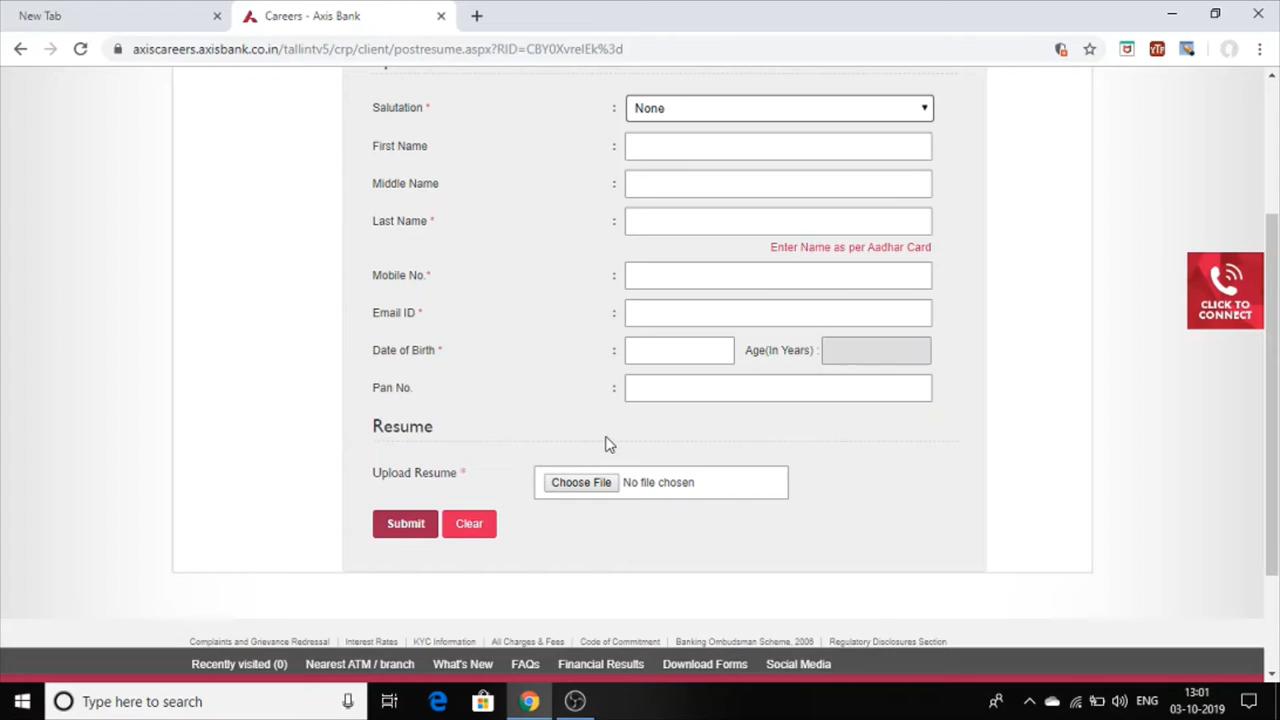 New Tab
Careers - Axis Bank
axiscareers.axisbank.co.in/tallintv5/crp/client/postresume.aspx?RID=CBY0XvrelEk%3d
YTF
Salutation * : None
First Name :
Middle Name :
Last Name * :
Enter Name as per Aadhar Card
Mobile No.* :
Email ID * :
Date of Birth * : Age(In Years) :
Pan No. :
Resume
Upload Resume * Choose File No file chosen
Submit Clear
CLICK TO
CONNECT
Complaints and Grievance Redressal | Interest Rates | KYC Information | All Charges & Fees | Code of Commitment | Banking Ombudsman Scheme, 2006 | Regulatory Disclosures Section
Recently visited (0) Nearest ATM / branch What's New FAQs Financial Results Download Forms Social Media
Type here to search
ENG
13:01
03-10-2019